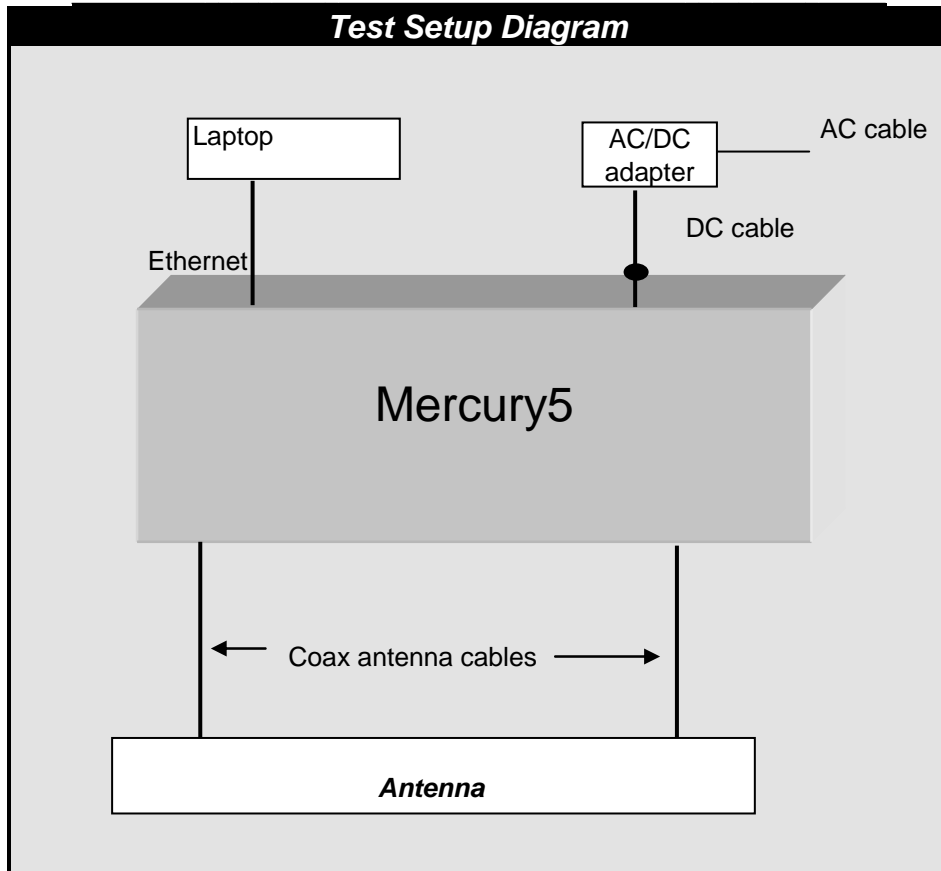 Test Setup Diagram
Laptop
AC/DC
adapter
AC cable
DC cable
Ethernet
Mercury5
Coax antenna cables
Antenna